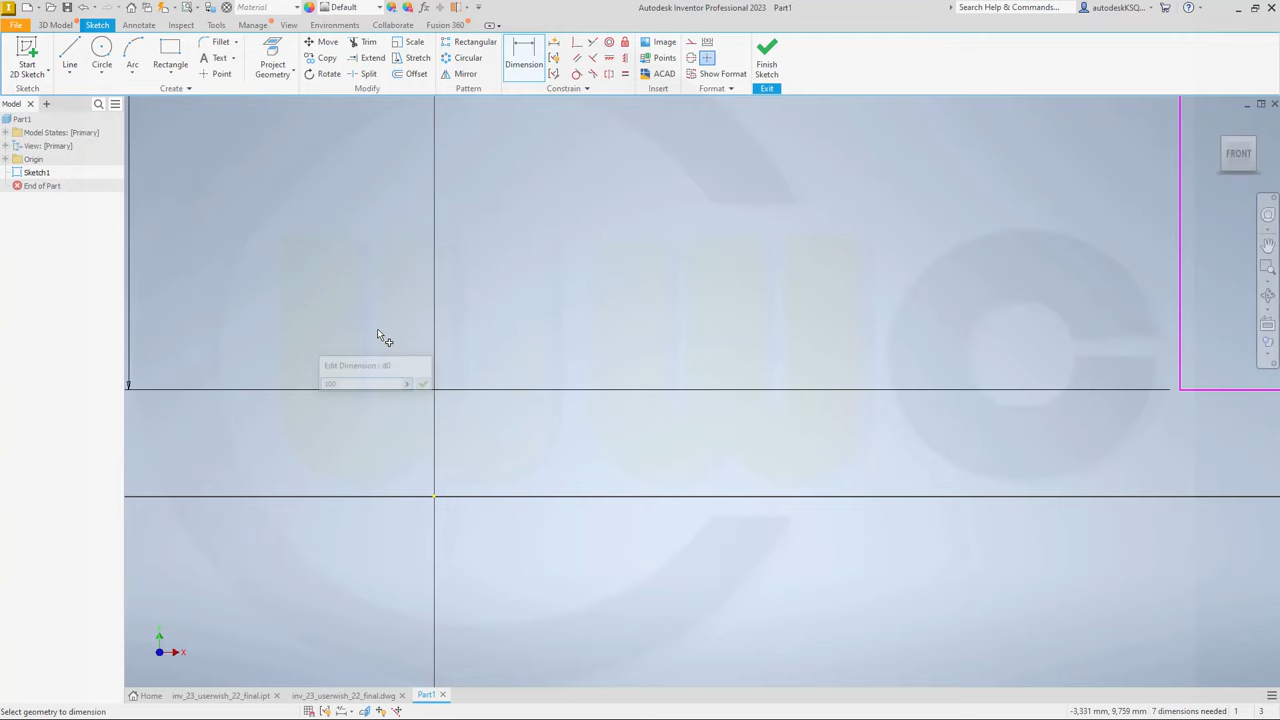 Material
Default
Autodesk Inventor Professional 2023 Part1
Search Help & Commands...
autodeskKSQ...
File 3D Model Sketch Annotate Inspect Tools Manage View Environments Collaborate Fusion 360
Start
2D Sketch
Line Circle Arc Rectangle
Fillet
Text
Point
Project
Geometry
Move Trim Scale
Copy Extend Stretch
Rotate Split Offset
Rectangular
Circular
Mirror
Dimension
Image
Points
ACAD
Show Format
Finish
Sketch
Sketch Create Modify Pattern Constrain Insert Format Exit
Model
Part1
Model States: [Primary]
View: [Primary]
Origin
Sketch1
End of Part
FRONT
Edit Dimension : d0
100
Y
X
Home inv_23_userwish_22_final.ipt inv_23_userwish_22_final.dwg Part1
Select geometry to dimension
-3,331 mm, 9,759 mm 7 dimensions needed 1 3